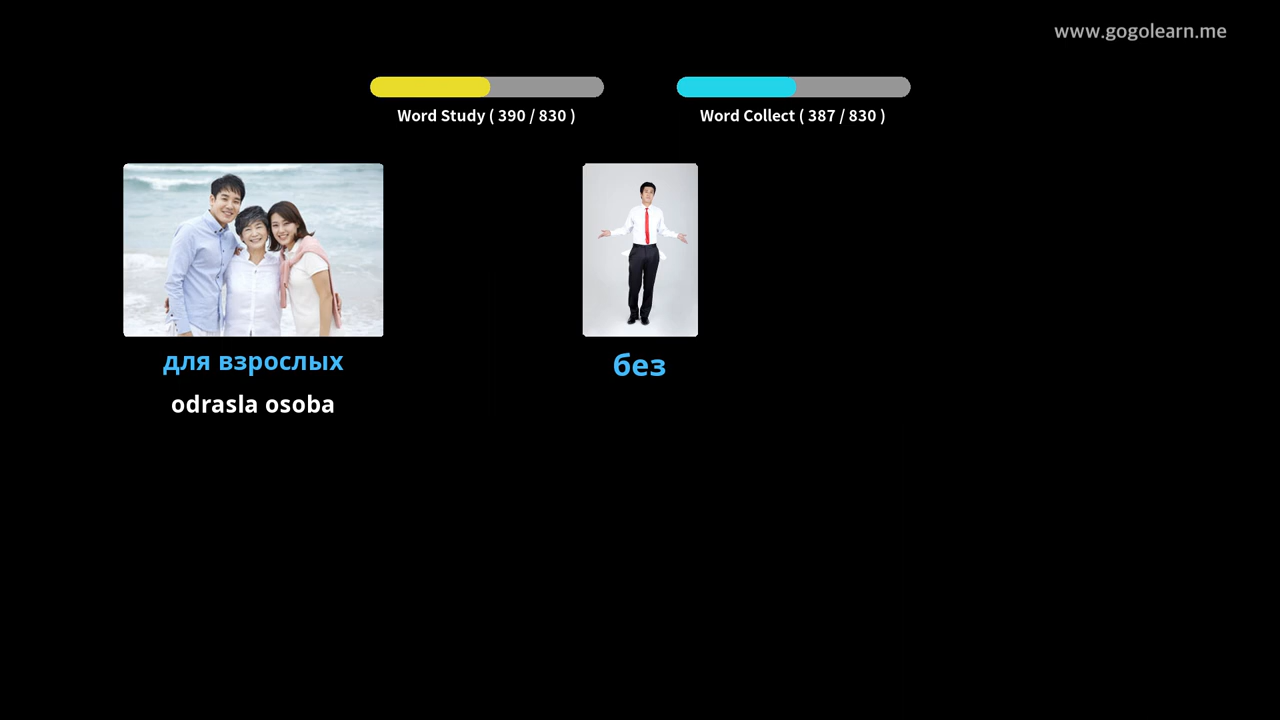 www.gogolearn.me
Word Study ( 390 / 830 )
Word Collect ( 387 / 830 )
для взрослых
odrasla osoba
без